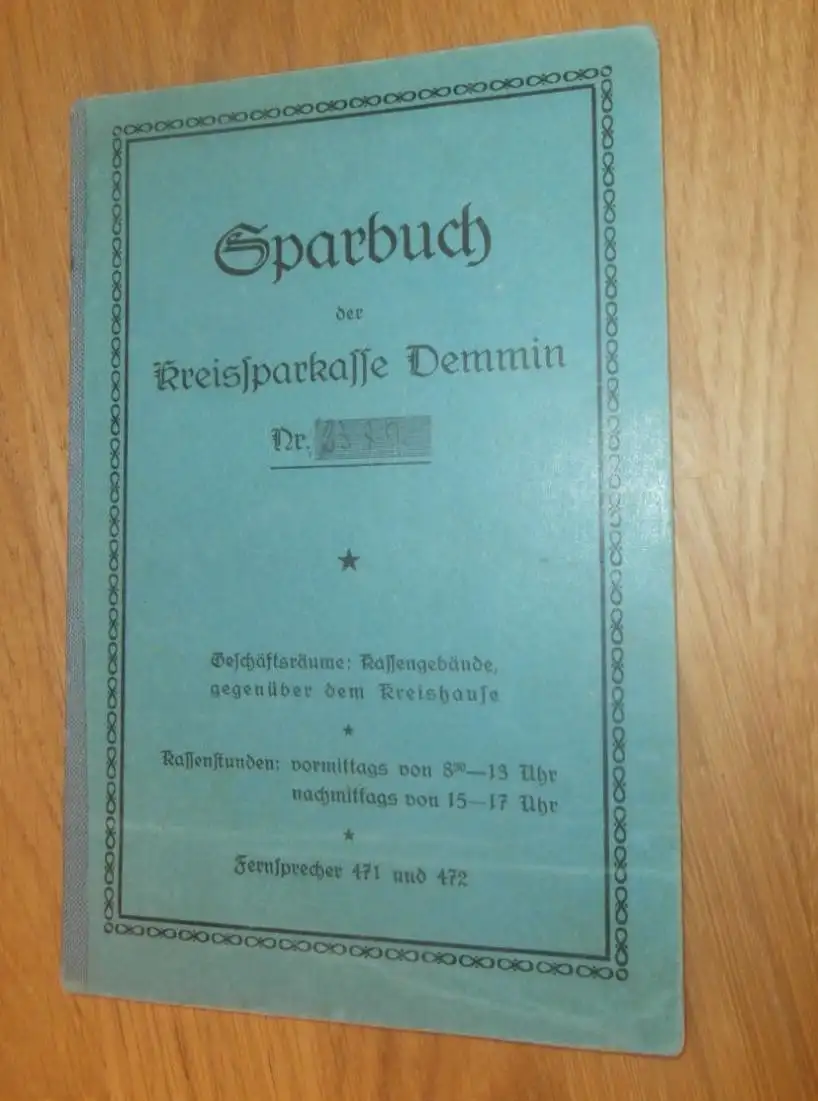 Sparbuch
der
Kreissparkasse Demmin
Nr.
Geschäftsräume: Kassengebände,
gegenüber dem Kreishause
Kassenstunden: vormittags von 8³⁰—13 Uhr
nachmittags von 15—17 Uhr
Fernsprecher 471 und 472